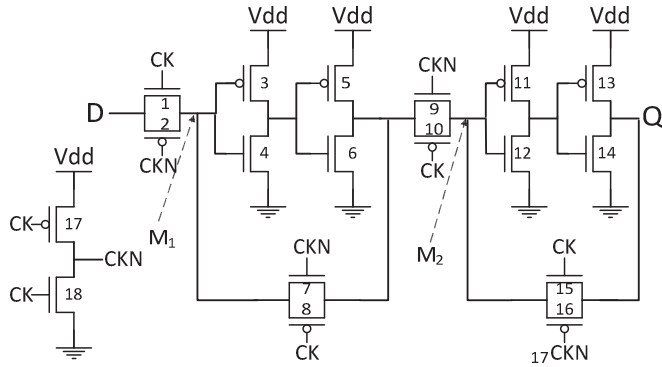 Vdd Vdd Vdd Vdd
CK CKN
3 5 11 13
D 1 9 Q
2 10
4 6 12 14
CKN CK
Vdd
M1 M2
CK 17 CKN CKN CK
CK 18 7 15
8 16
CK 17CKN